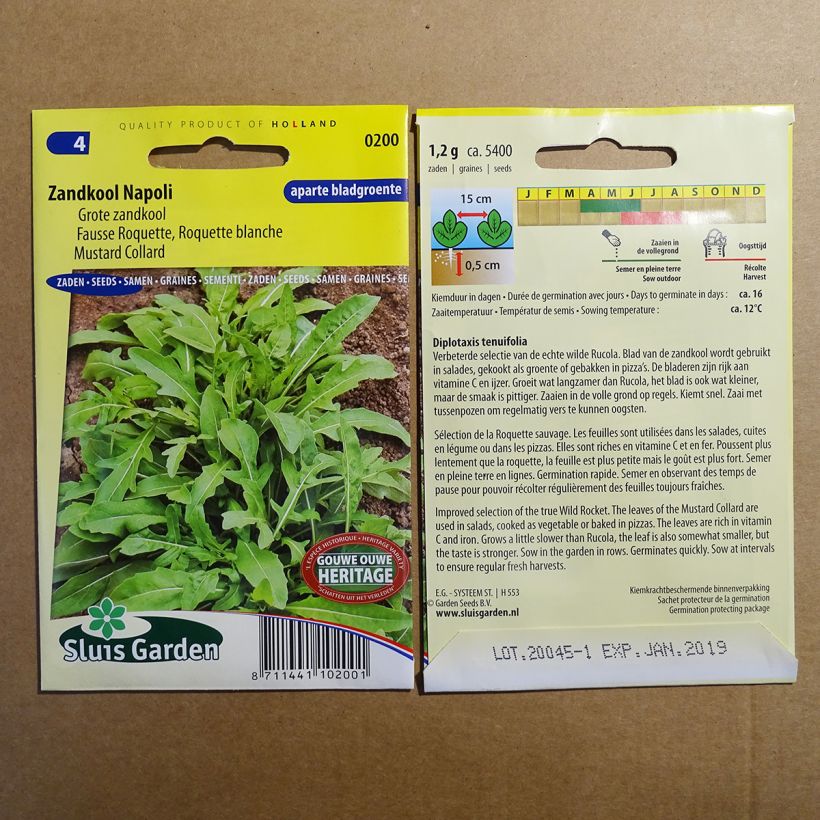 QUALITY PRODUCT OF HOLLAND
4
0200
Zandkool Napoli
aparte bladgroente
Grote zandkool
Fausse Roquette, Roquette blanche
Mustard Collard
ZADEN • SEEDS • SAMEN • GRAINES • SEMENTI • ZADEN • SEEDS • SAMEN • GRAINES • SE
L'ESPECE HISTORIQUE • HERITAGE VARIETY
GOUWE OUWE
HERITAGE
SCHATTEN UIT HET VERLEDEN
Sluis Garden
8 711441 102001
1,2 g ca. 5400
zaden | graines | seeds
15 cm
0,5 cm
J F M A M J J A S O N D
Zaaien in
de vollegrond
Semer en pleine terre
Sow outdoor
Oogsttijd
Récolte
Harvest
Kiemduur in dagen • Durée de germination avec jours • Days to germinate in days : ca. 16
Zaaitemperatuur • Températur de semis • Sowing temperature : ca. 12°C
Diplotaxis tenuifolia
Verbeterde selectie van de echte wilde Rucola. Blad van de zandkool wordt gebruikt
in salades, gekookt als groente of gebakken in pizza's. De bladeren zijn rijk aan
vitamine C en ijzer. Groeit wat langzamer dan Rucola, het blad is ook wat kleiner,
maar de smaak is pittiger. Zaaien in de volle grond op regels. Kiemt snel. Zaai met
tussenpozen om regelmatig vers te kunnen oogsten.
Sélection de la Roquette sauvage. Les feuilles sont utilisées dans les salades, cuites
en légume ou dans les pizzas. Elles sont riches en vitamine C et en fer. Poussent plus
lentement que la roquette, la feuille est plus petite mais le goût est plus fort. Semer
en pleine terre en lignes. Germination rapide. Semer en observant des temps de
pause pour pouvoir récolter régulièrement des feuilles toujours fraîches.
Improved selection of the true Wild Rocket. The leaves of the Mustard Collard are
used in salads, cooked as vegetable or baked in pizzas. The leaves are rich in vitamin
C and iron. Grows a little slower than Rucola, the leaf is also somewhat smaller, but
the taste is stronger. Sow in the garden in rows. Germinates quickly. Sow at intervals
to ensure regular fresh harvests.
E.G. - SYSTEEM ST. | H 553
© Garden Seeds B.V.
www.sluisgarden.nl
Kiemkrachtbeschermende binnenverpakking
Sachet protecteur de la germination
Germination protecting package
LOT.20045-1 EXP.JAN.2019